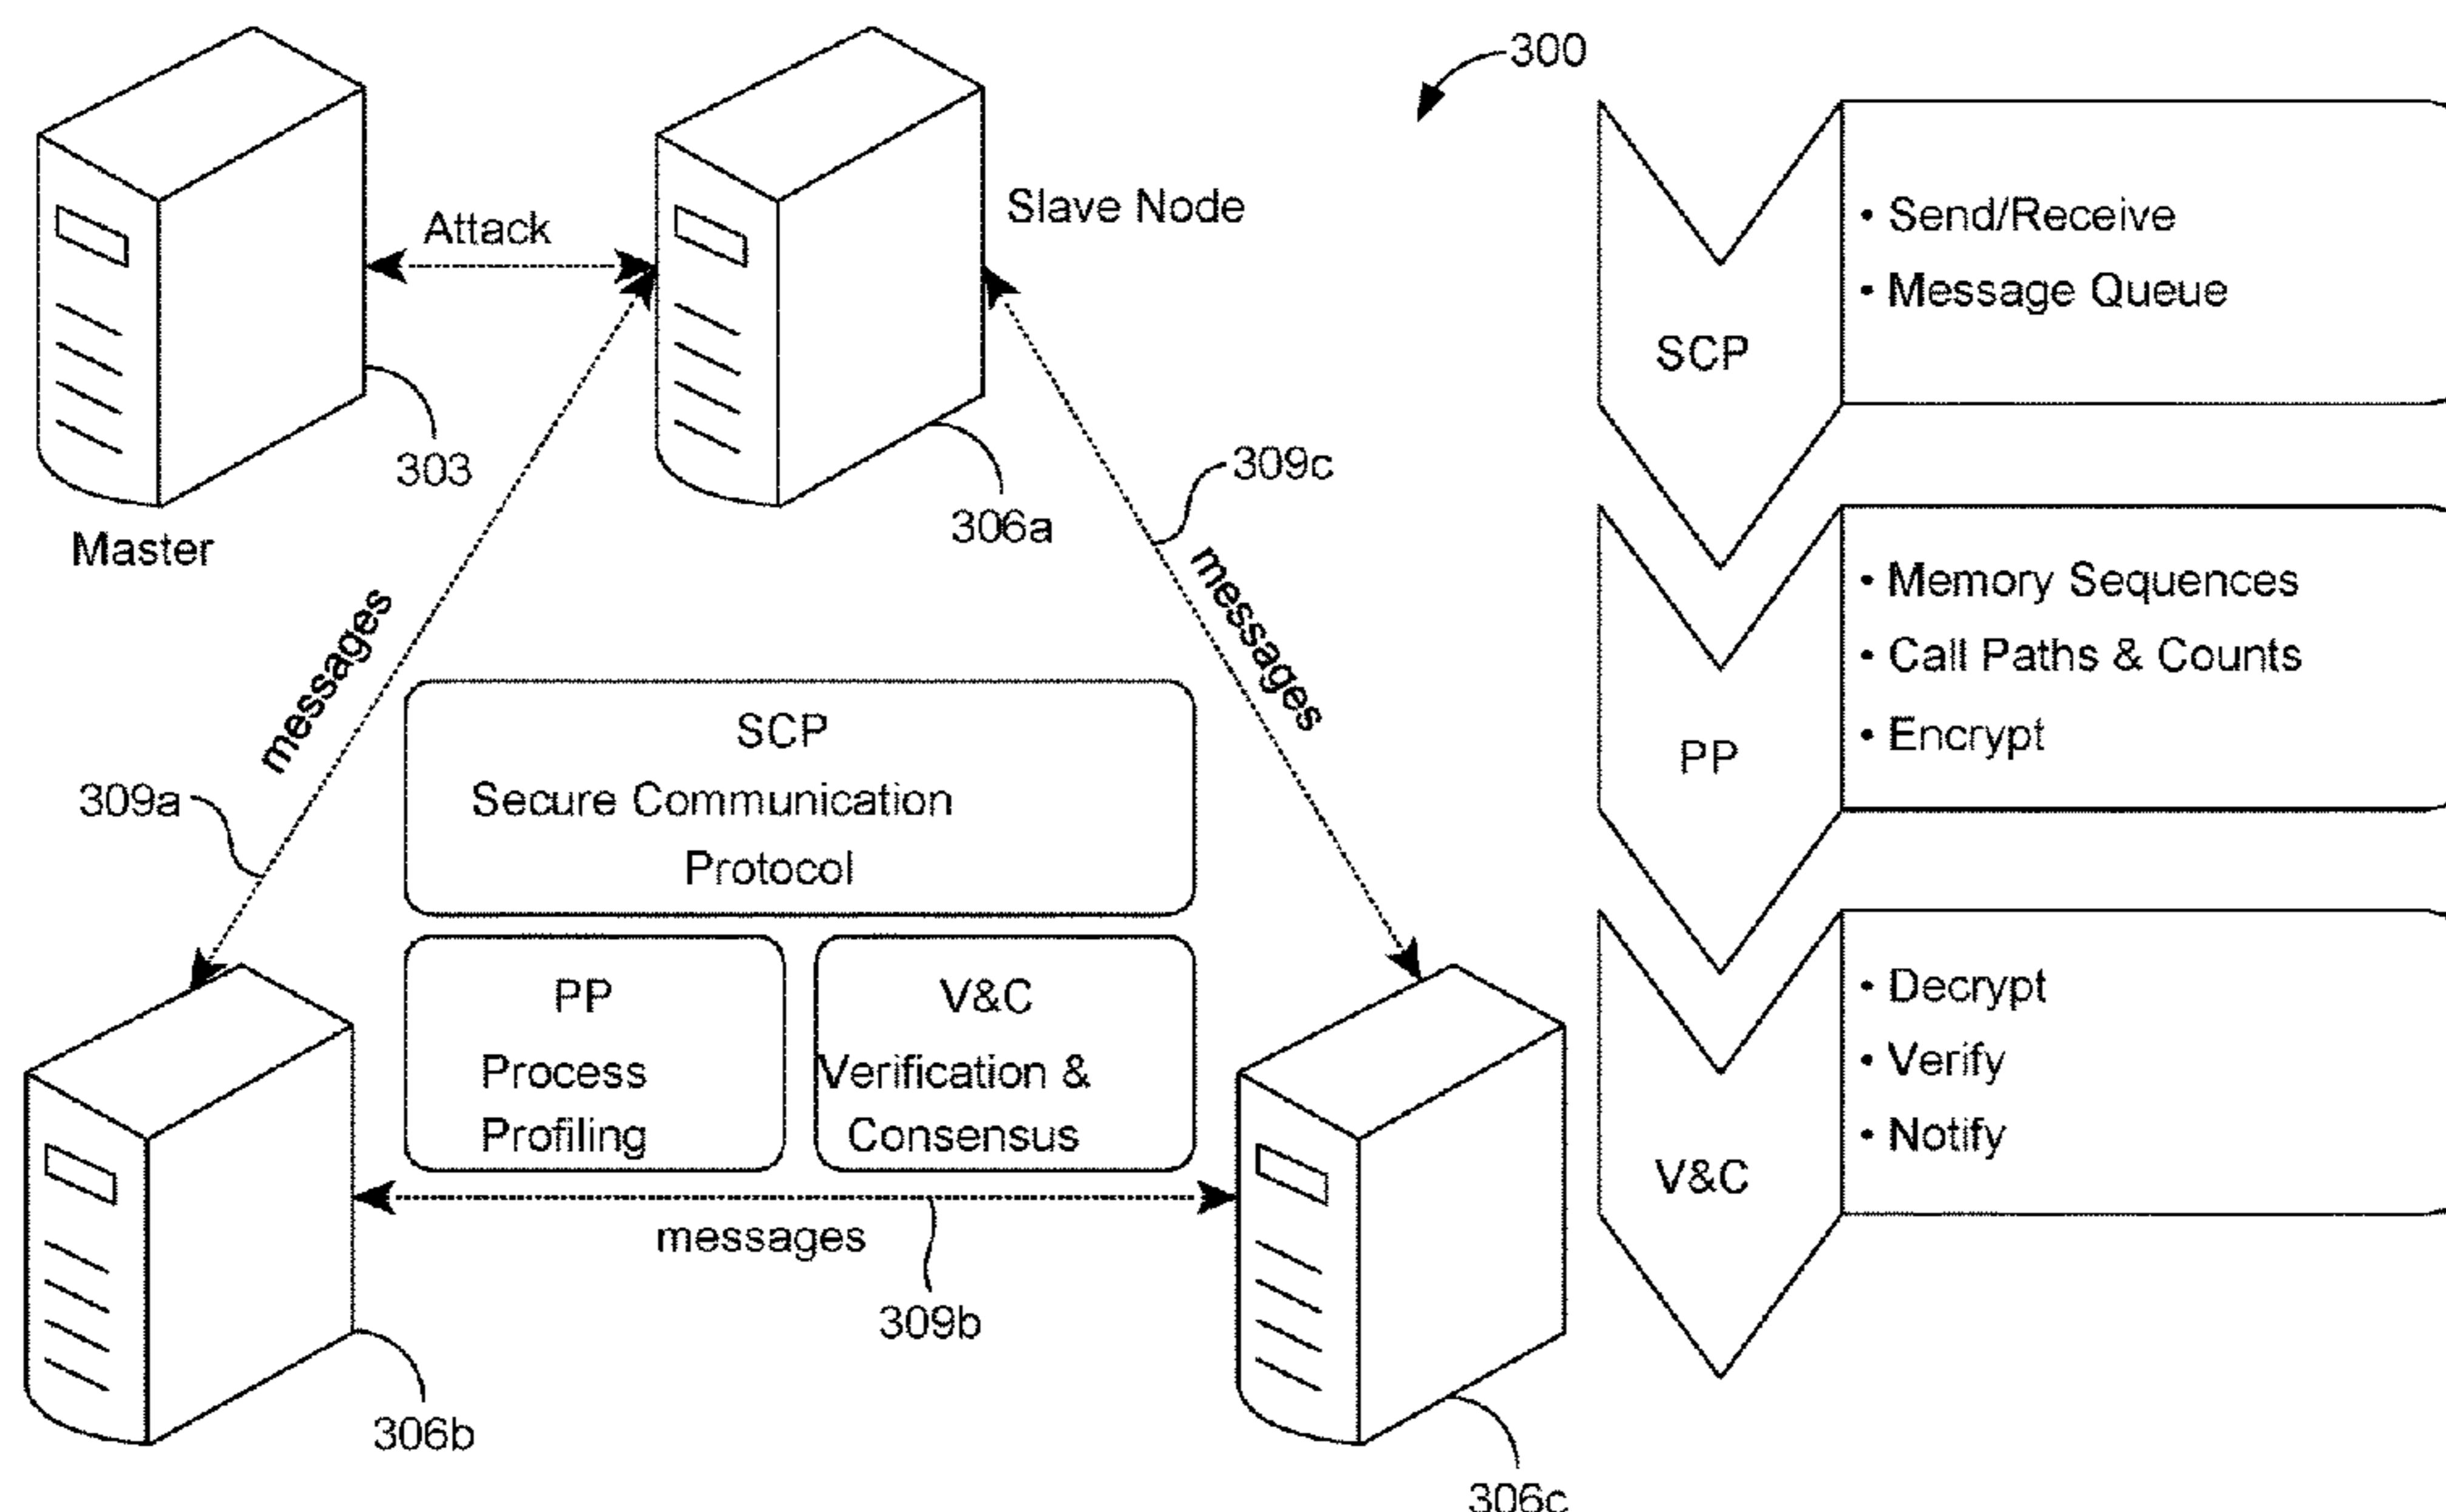 300
Attack
Slave Node
303
Master
306a
309c
messages
messages
309a
SCP
Secure Communication
Protocol
PP
Process
Profiling
V&C
Verification &
Consensus
messages
309b
306b
306c
SCP
• Send/Receive
• Message Queue
PP
• Memory Sequences
• Call Paths & Counts
• Encrypt
V&C
• Decrypt
• Verify
• Notify